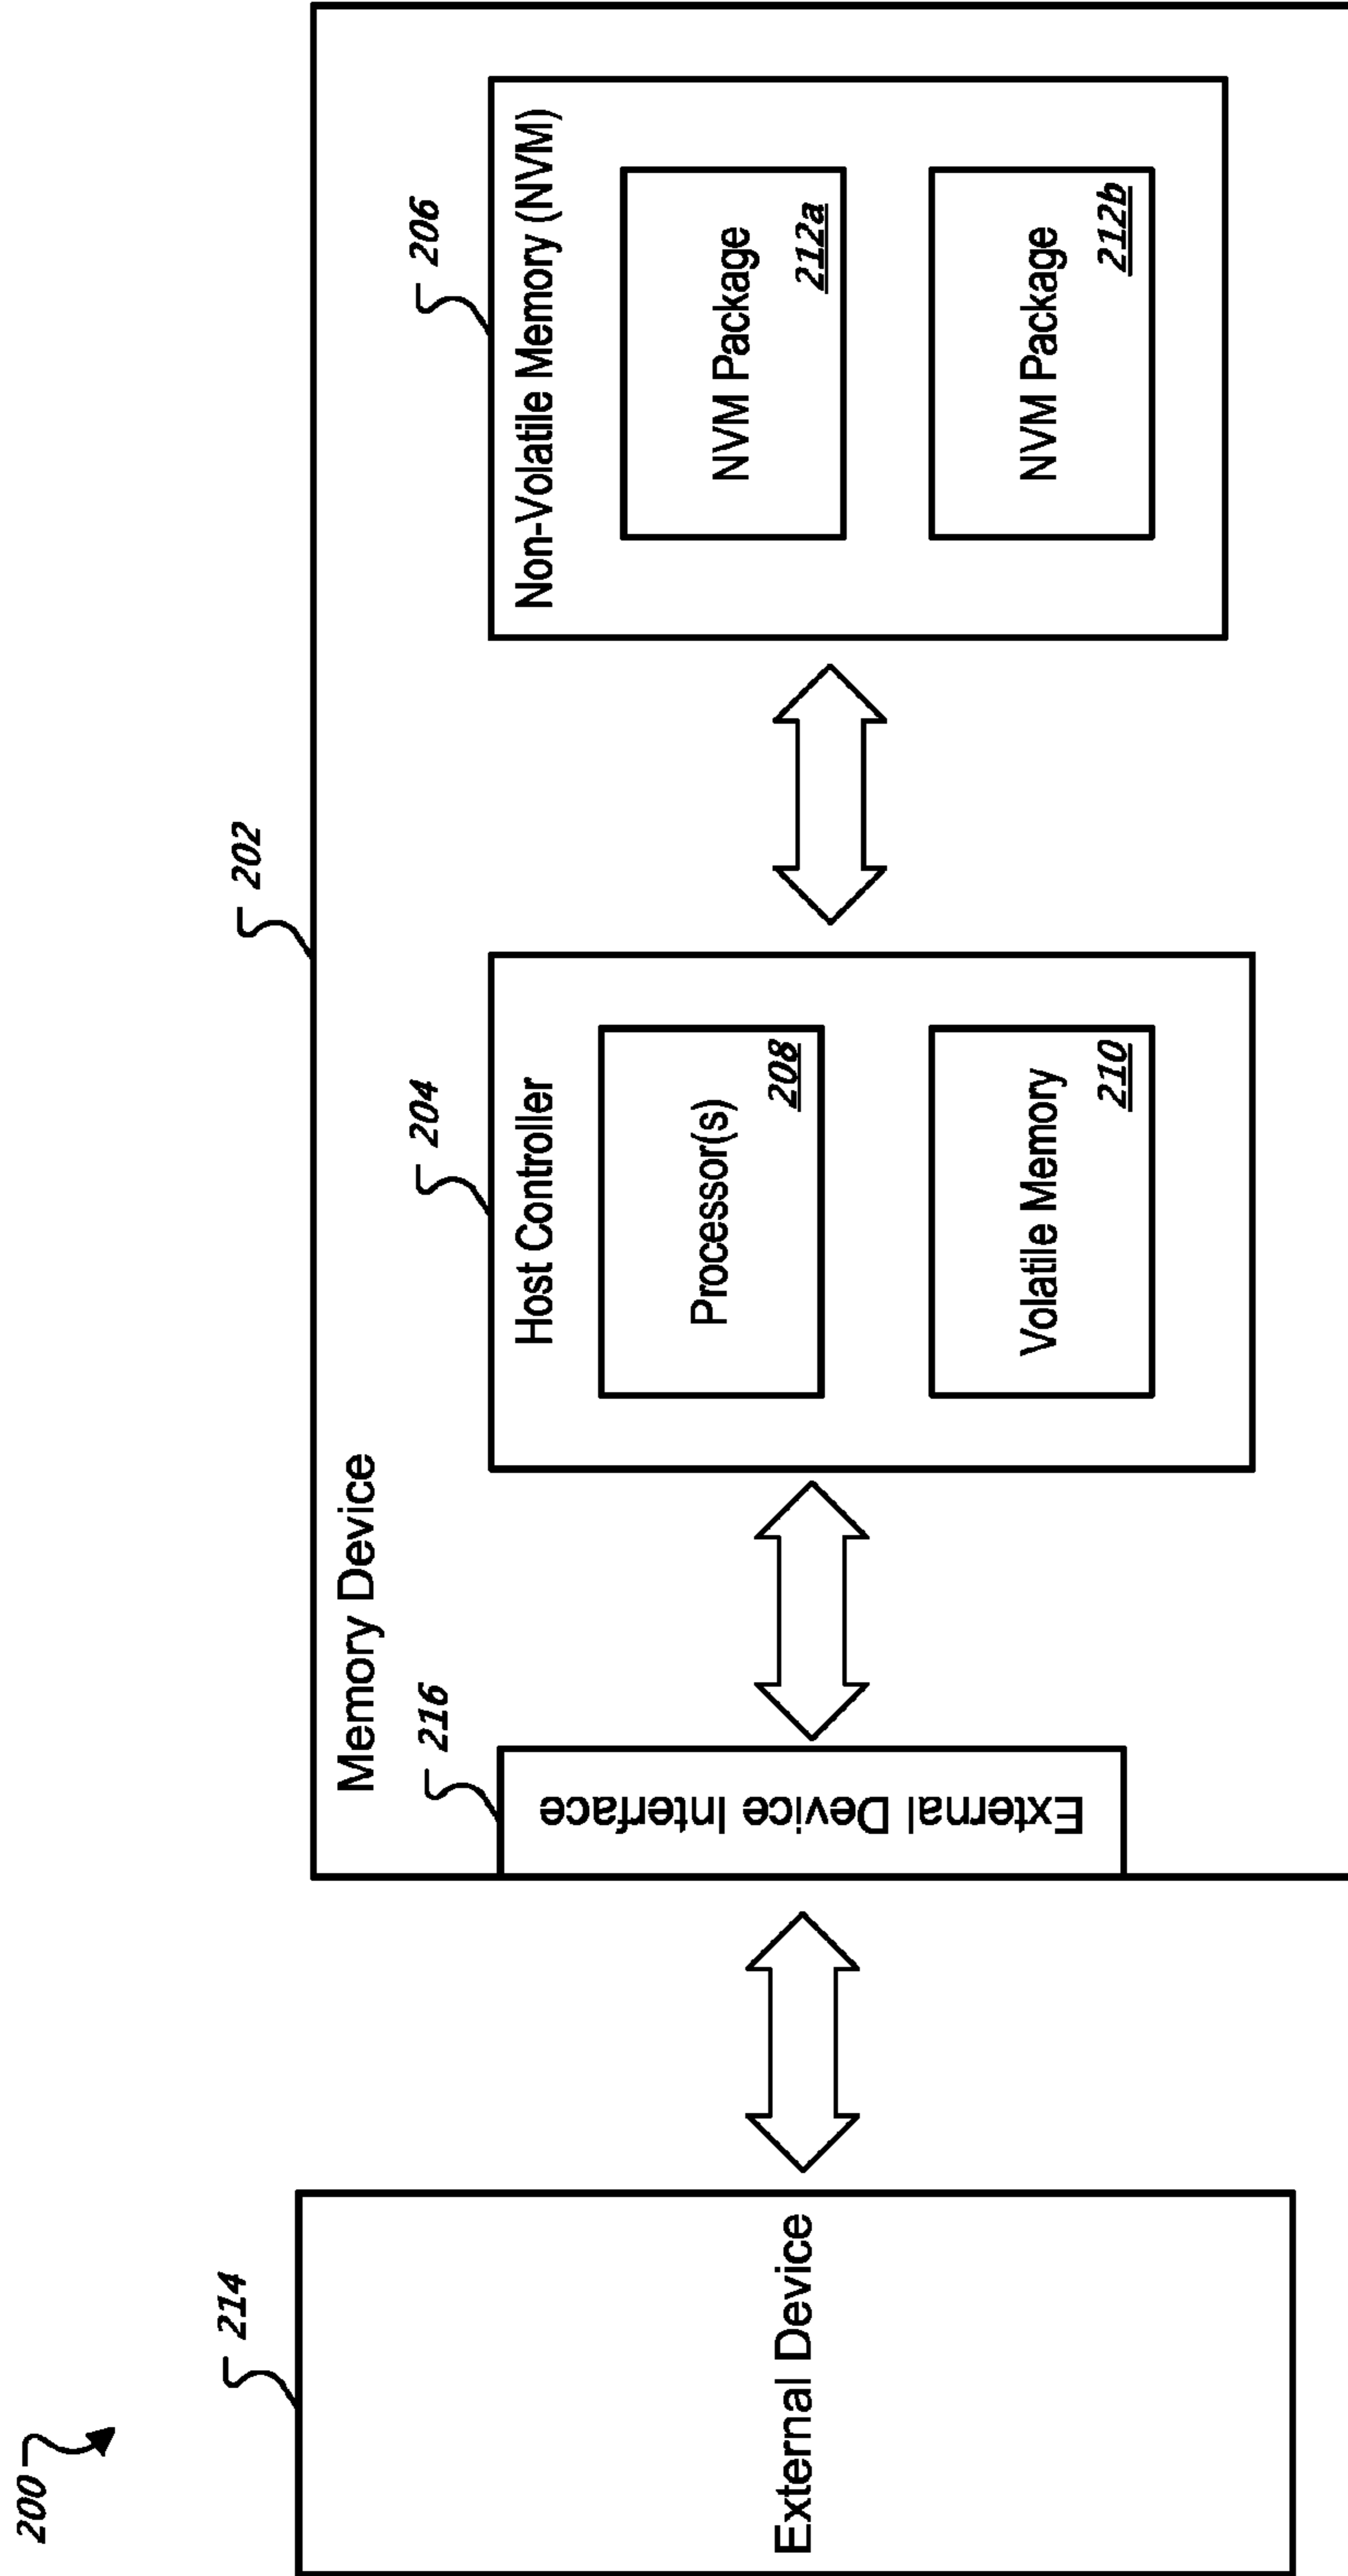 200
214
External Device
202
Memory Device
216
External Device Interface
204
Host Controller
Processor(s)
208
Volatile Memory
210
206
Non-Volatile Memory (NVM)
NVM Package
212a
NVM Package
212b